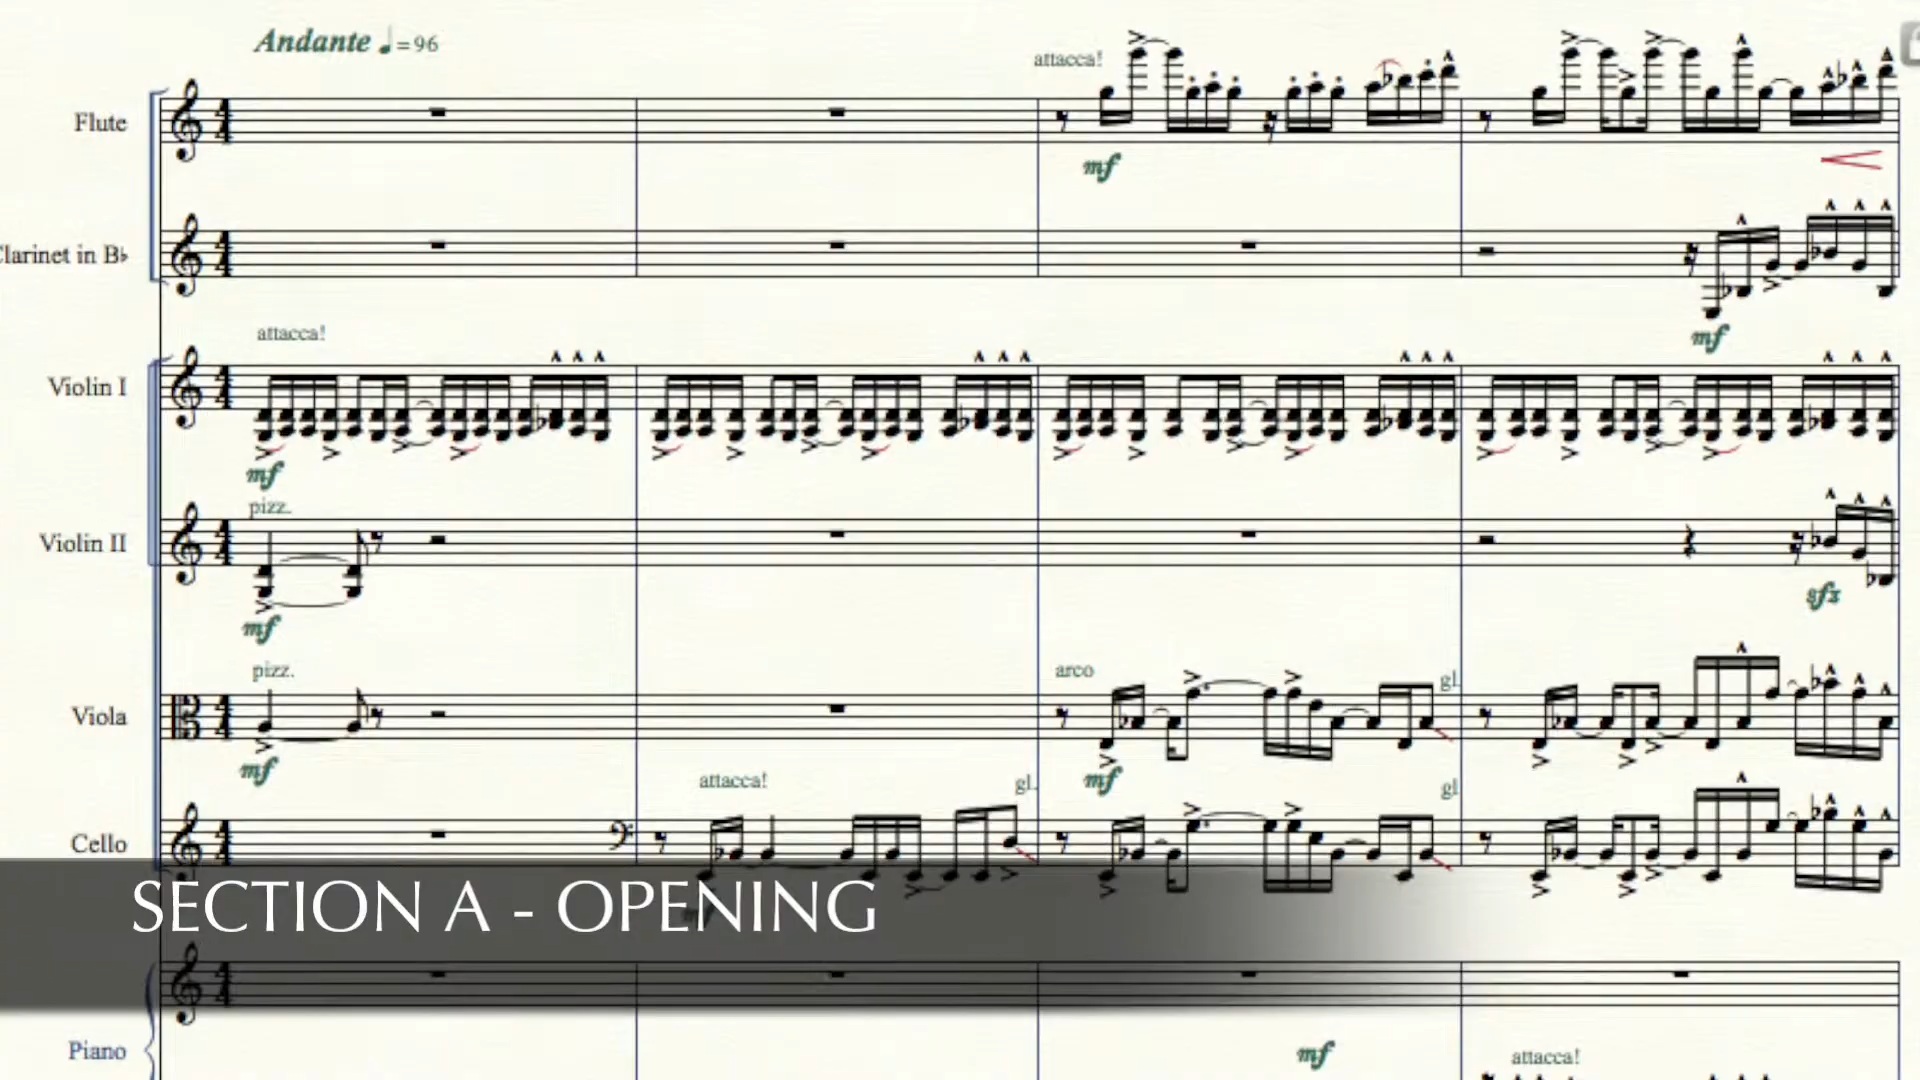 Andante ♩=96
attacca!
Flute
mf
Clarinet in B♭
mf
attacca!
Violin I
mf
pizz.
Violin II
sfz
mf
pizz.
arco
gl.
Viola
mf
mf
attacca!
gl.
gl.
Cello
SECTION A - OPENING
Piano
mf
attacca!